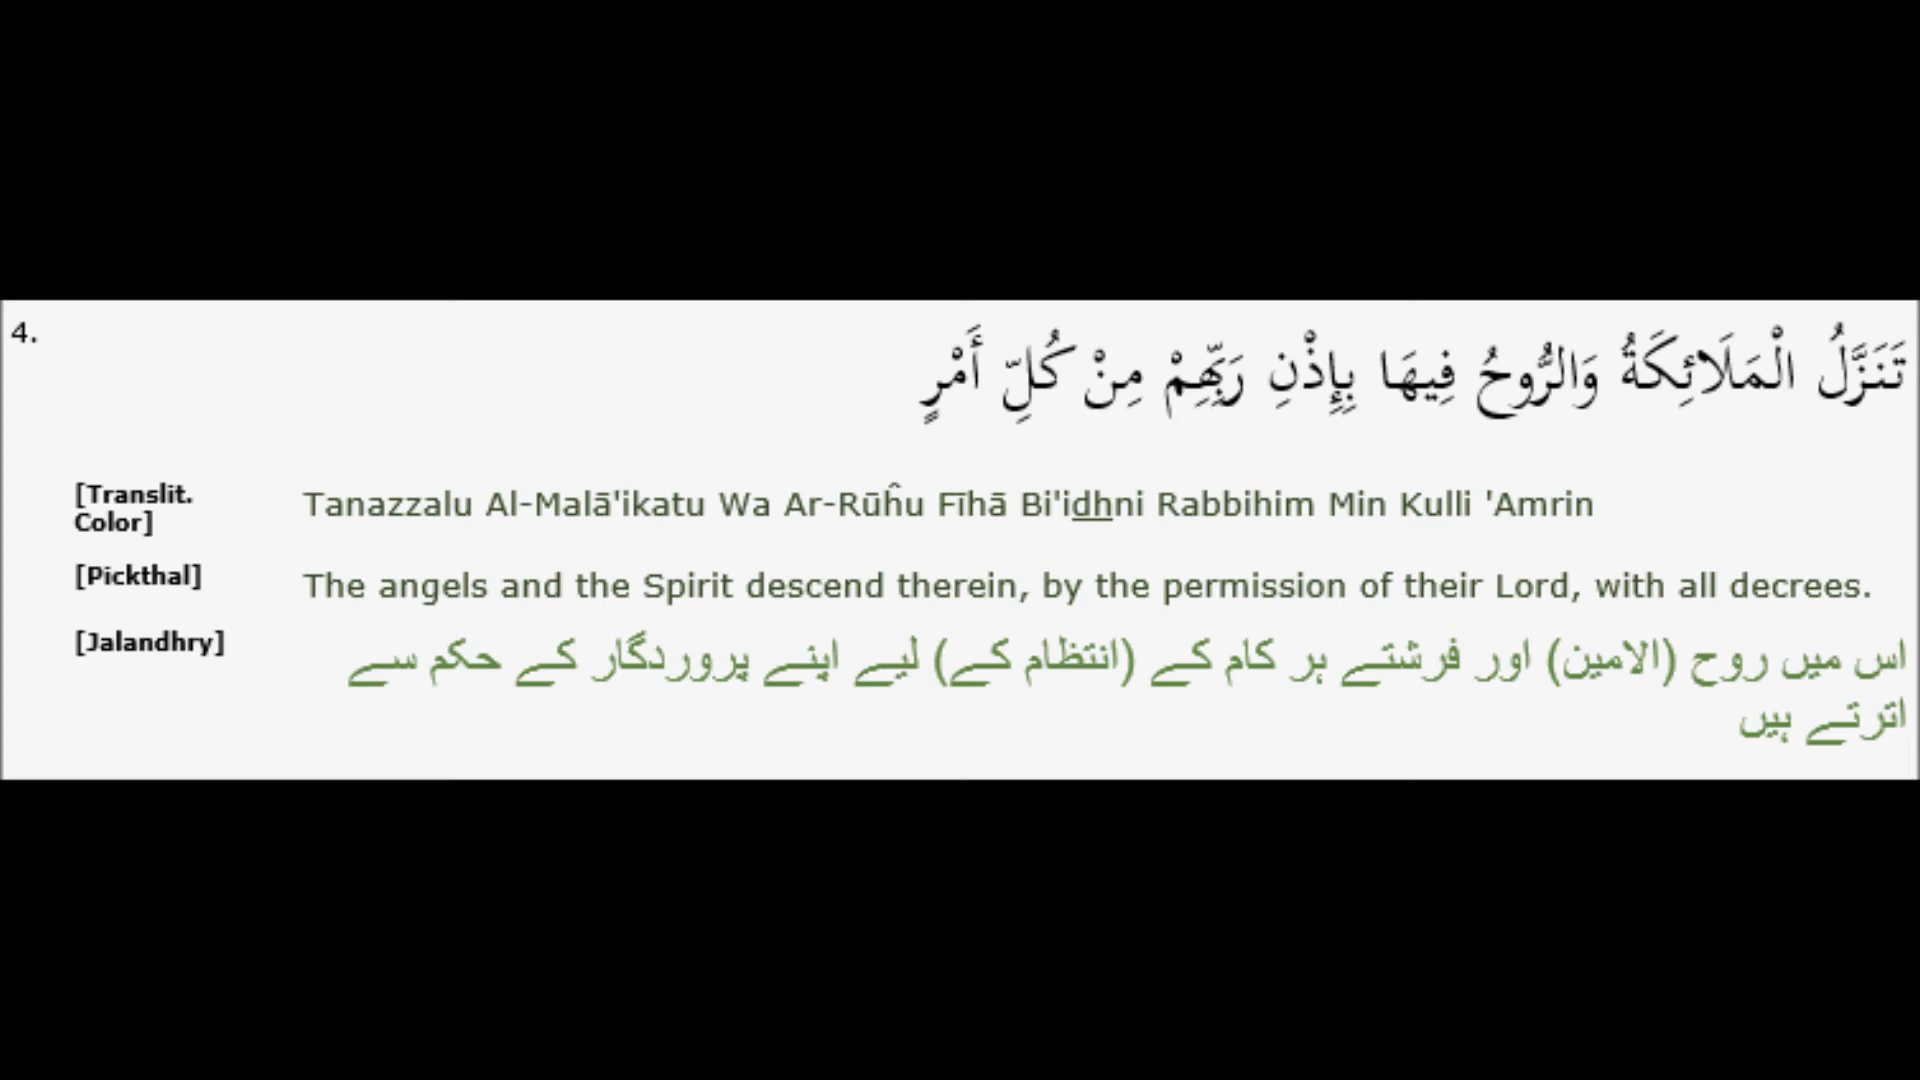 4.
تَنَزَّلُ الْمَلَائِكَةُ وَالرُّوحُ فِيهَا بِإِذْنِ رَبِّهِمْ مِنْ كُلِّ أَمْرٍ
[Translit.
Color]
Tanazzalu Al-Malā'ikatu Wa Ar-Rūĥu Fīhā Bi'idhni Rabbihim Min Kulli 'Amrin
[Pickthal]
The angels and the Spirit descend therein, by the permission of their Lord, with all decrees.
[Jalandhry]
اس میں روح (الامین) اور فرشتے ہر کام کے (انتظام کے) لیے اپنے پروردگار کے حکم سے
اترتے ہیں